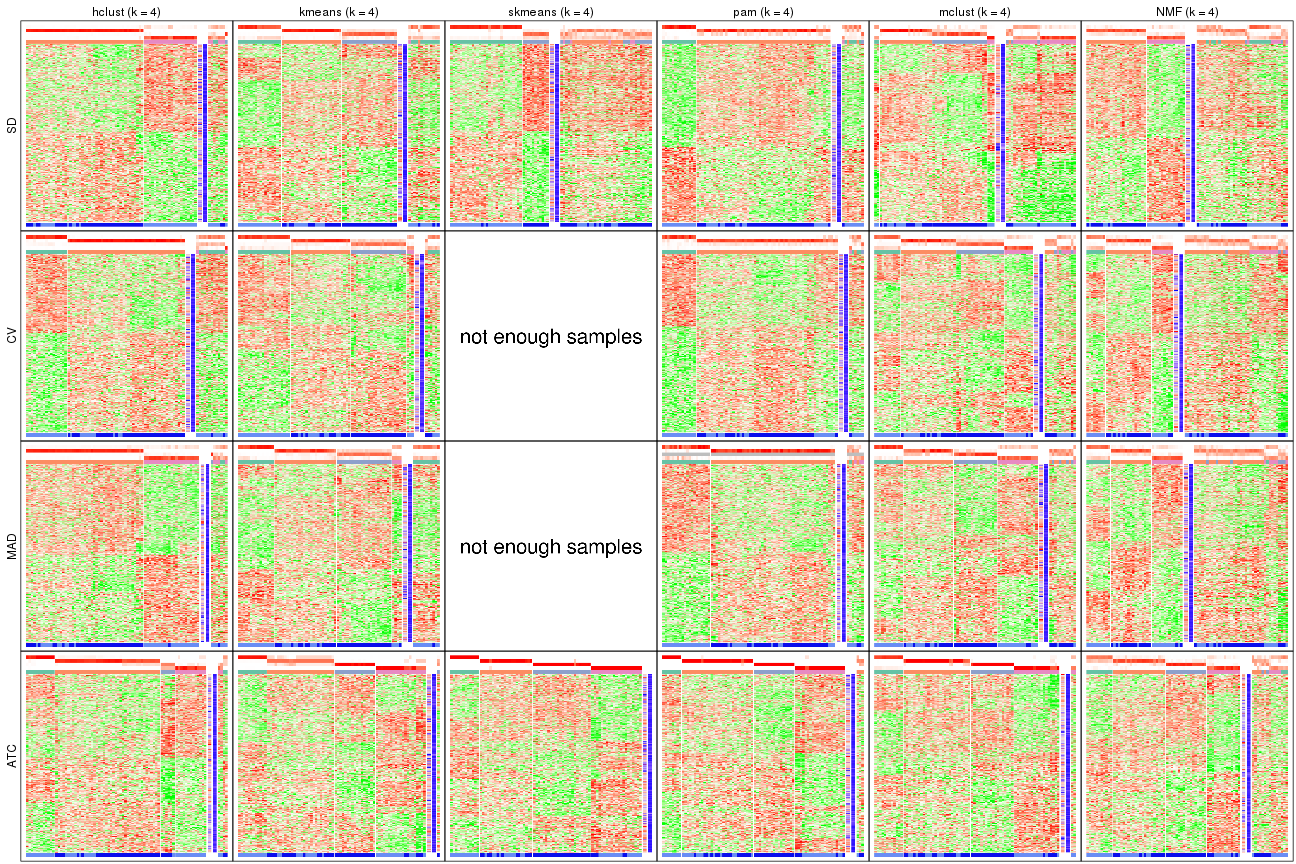 hclust (k = 4)
kmeans (k = 4)
skmeans (k = 4)
pam (k = 4)
mclust (k = 4)
NMF (k = 4)
SD
CV
not enough samples
MAD
not enough samples
ATC